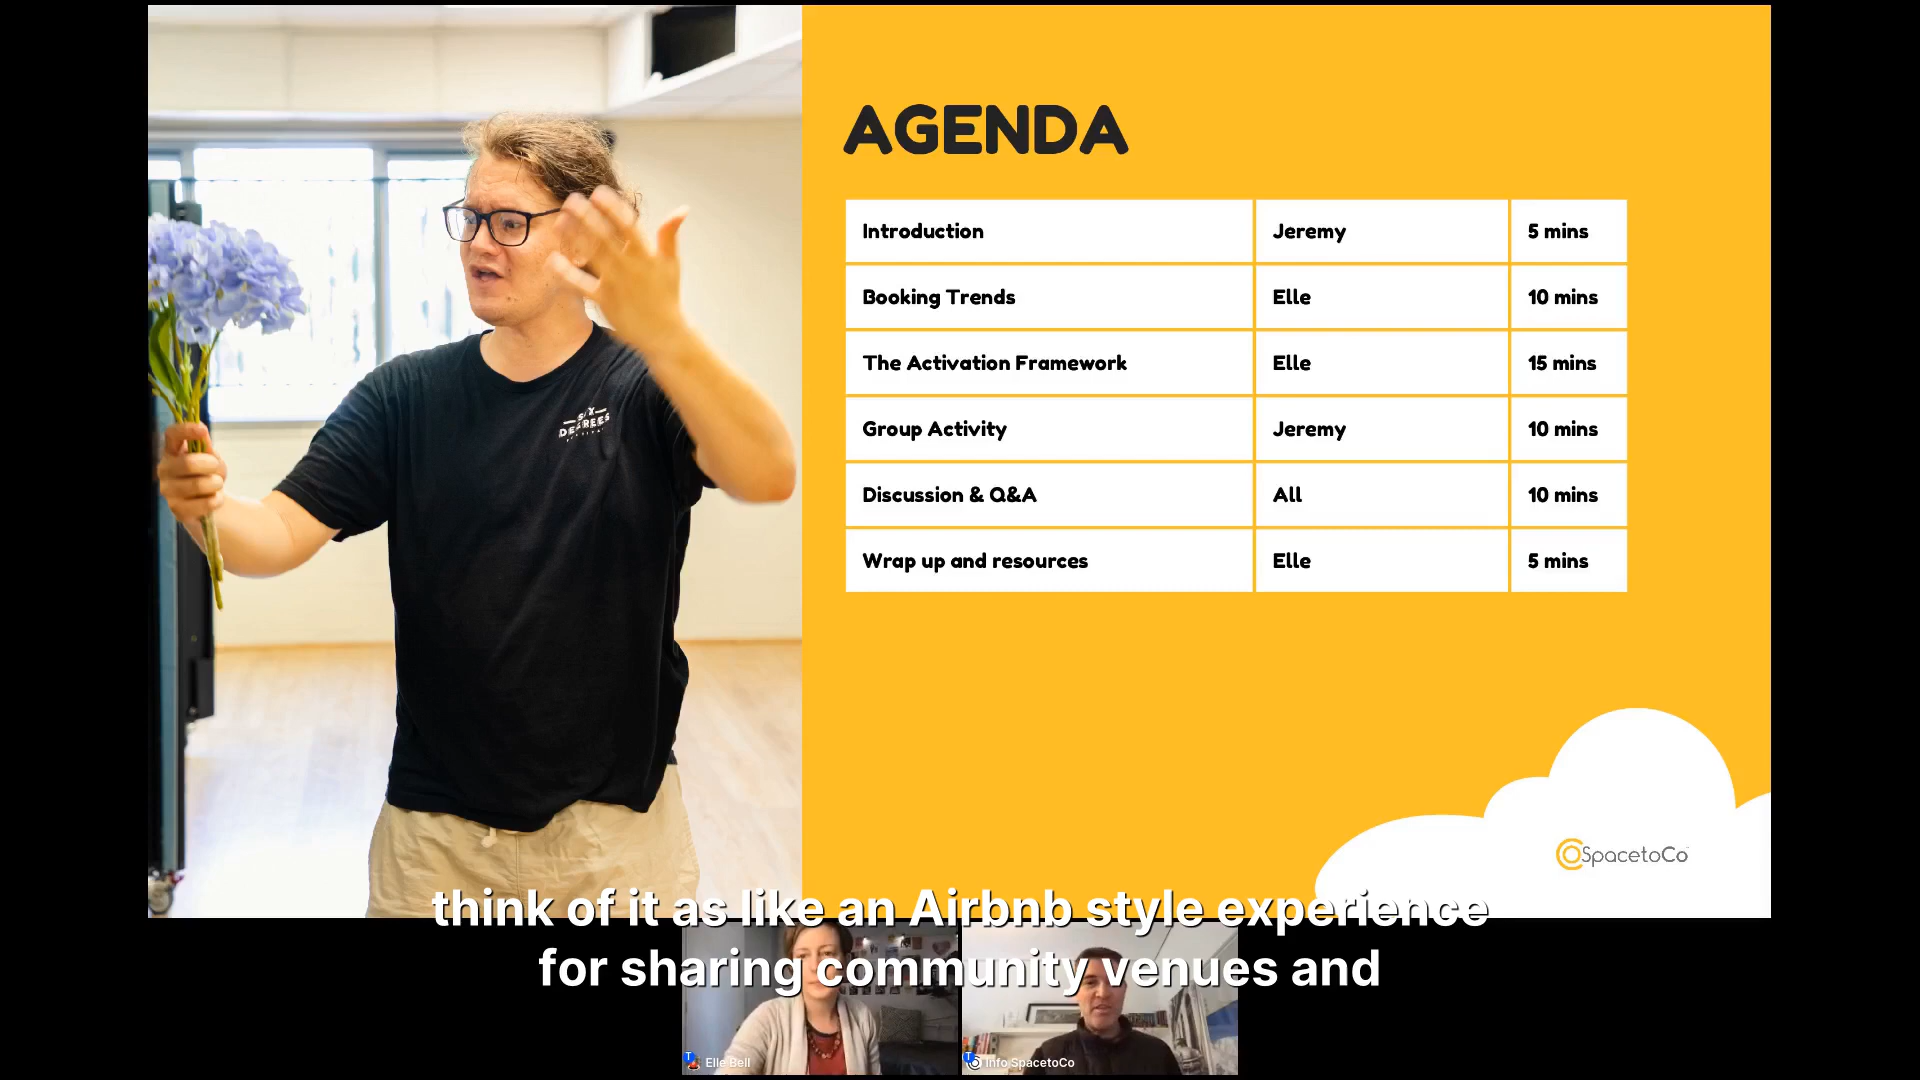 AGENDA
Introduction Jeremy 5 mins
Booking Trends Elle 10 mins
The Activation Framework Elle 15 mins
Group Activity Jeremy 10 mins
Discussion & Q&A All 10 mins
Wrap up and resources Elle 5 mins
SIX
DEGREES
SpacetoCo
think of it as like an Airbnb style experience
for sharing community venues and
Elle Bell
Info SpacetoCo